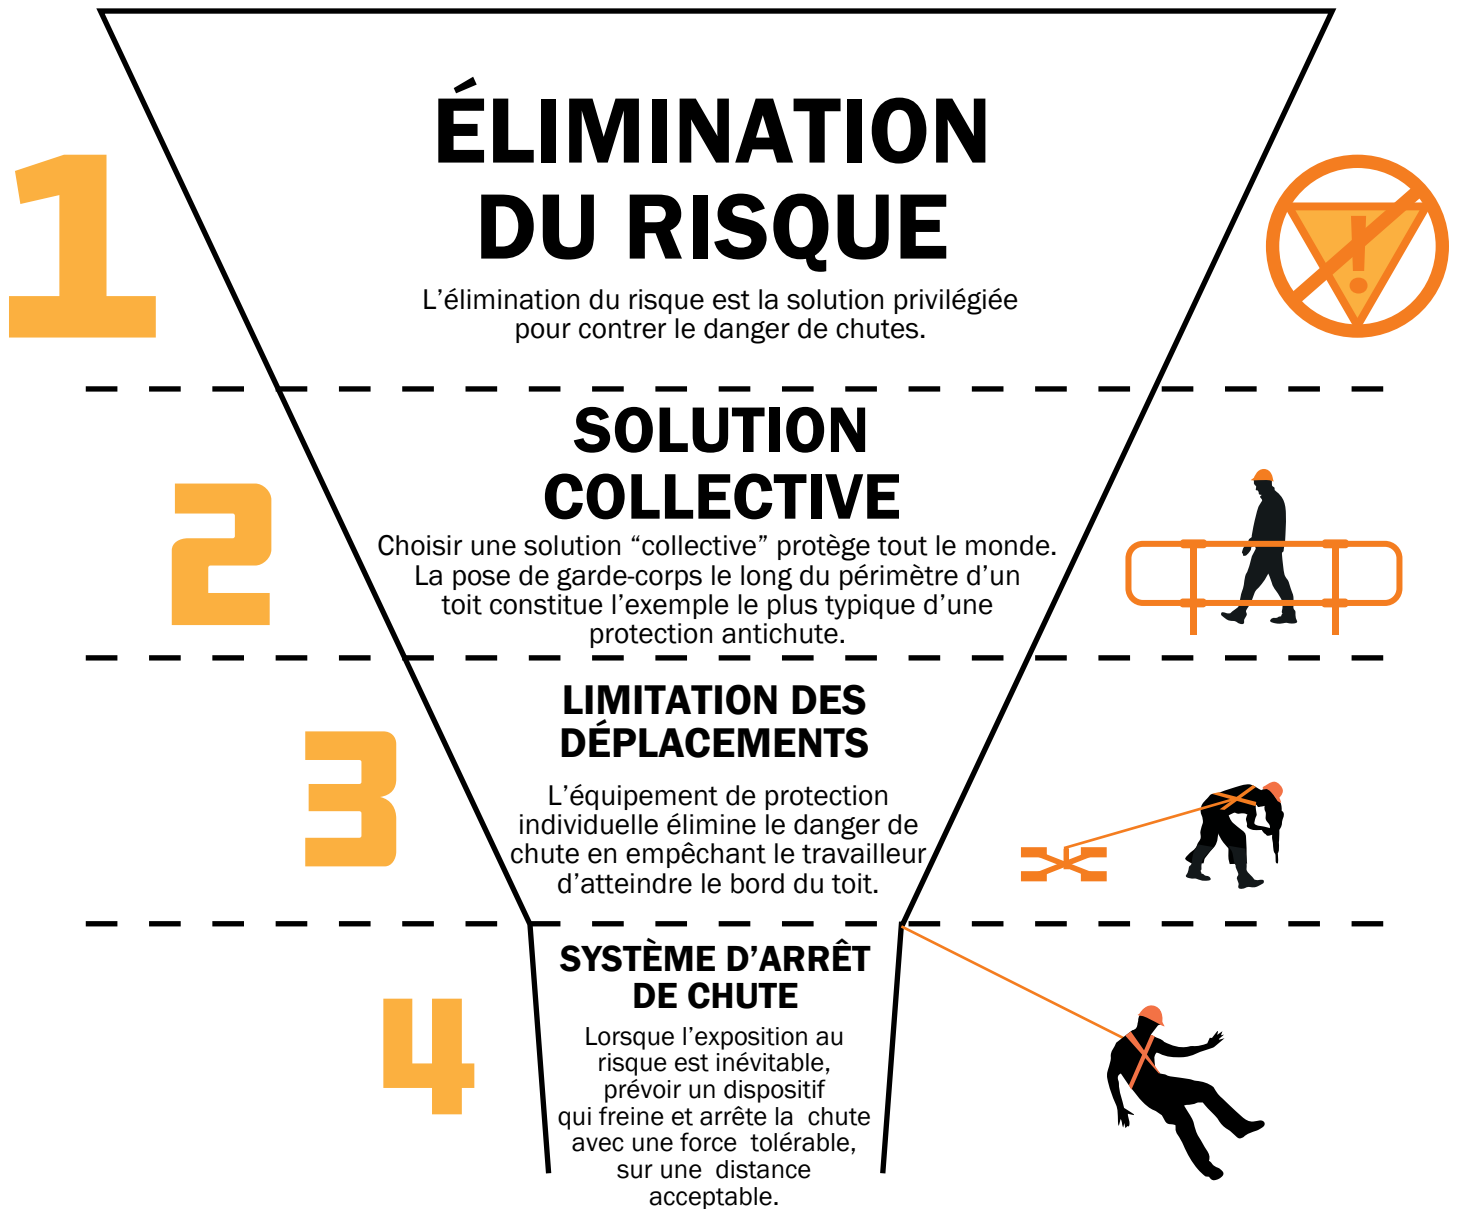 1
ÉLIMINATION
DU RISQUE
L’élimination du risque est la solution privilégiée
pour contrer le danger de chutes.
!
2
SOLUTION
COLLECTIVE
Choisir une solution “collective” protège tout le monde.
La pose de garde-corps le long du périmètre d’un
toit constitue l’exemple le plus typique d’une
protection antichute.
3
LIMITATION DES
DÉPLACEMENTS
L’équipement de protection
individuelle élimine le danger de
chute en empêchant le travailleur
d’atteindre le bord du toit.
4
SYSTÈME D’ARRÊT
DE CHUTE
Lorsque l’exposition au
risque est inévitable,
prévoir un dispositif
qui freine et arrête la chute
avec une force tolérable,
sur une distance
acceptable.